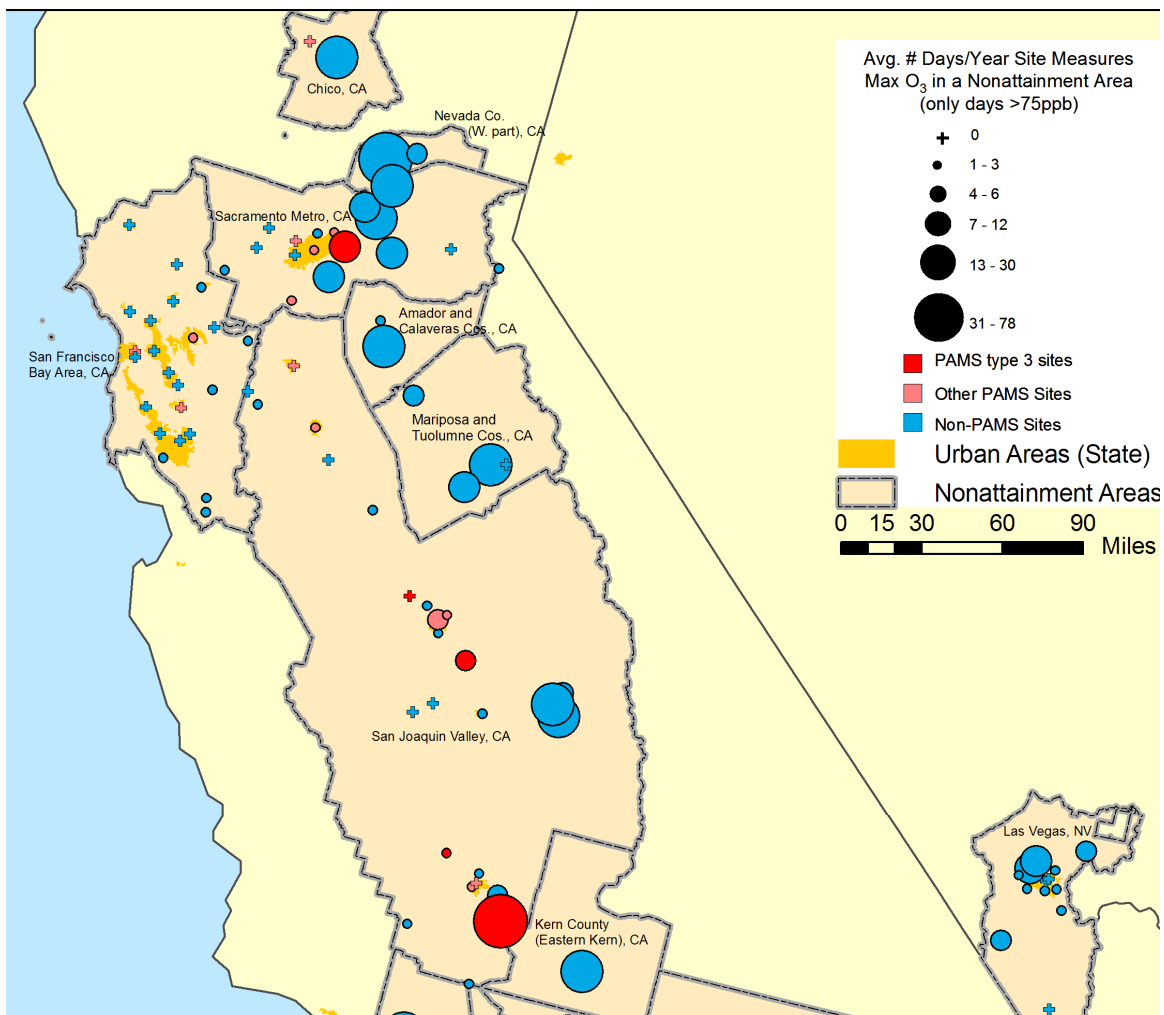 Chico, CA
Nevada Co.
(W. part), CA
Sacramento Metro, CA
Amador and
Calaveras Cos., CA
San Francisco
Bay Area, CA
Mariposa and
Tuolumne Cos., CA
San Joaquin Valley, CA
Kern County
(Eastern Kern), CA
Las Vegas, NV
Avg. # Days/Year Site Measures
Max O3 in a Nonattainment Area
(only days >75ppb)
0
1 - 3
4 - 6
7 - 12
13 - 30
31 - 78
PAMS type 3 sites
Other PAMS Sites
Non-PAMS Sites
Urban Areas (State)
Nonattainment Areas
0 15 30 60 90
Miles